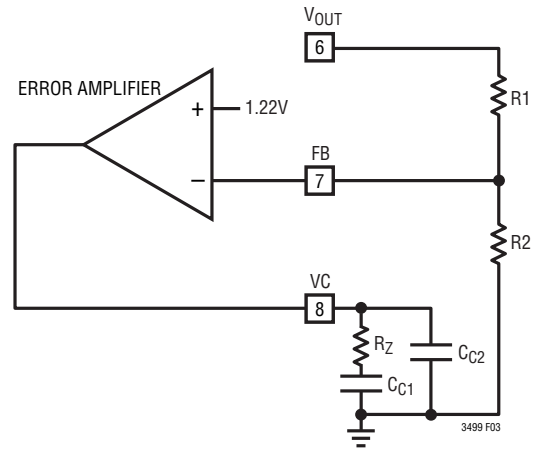 VOUT
6
ERROR AMPLIFIER
R1
+
1.22V
FB
–
7
R2
VC
8
RZ
CC2
CC1
3499 F03